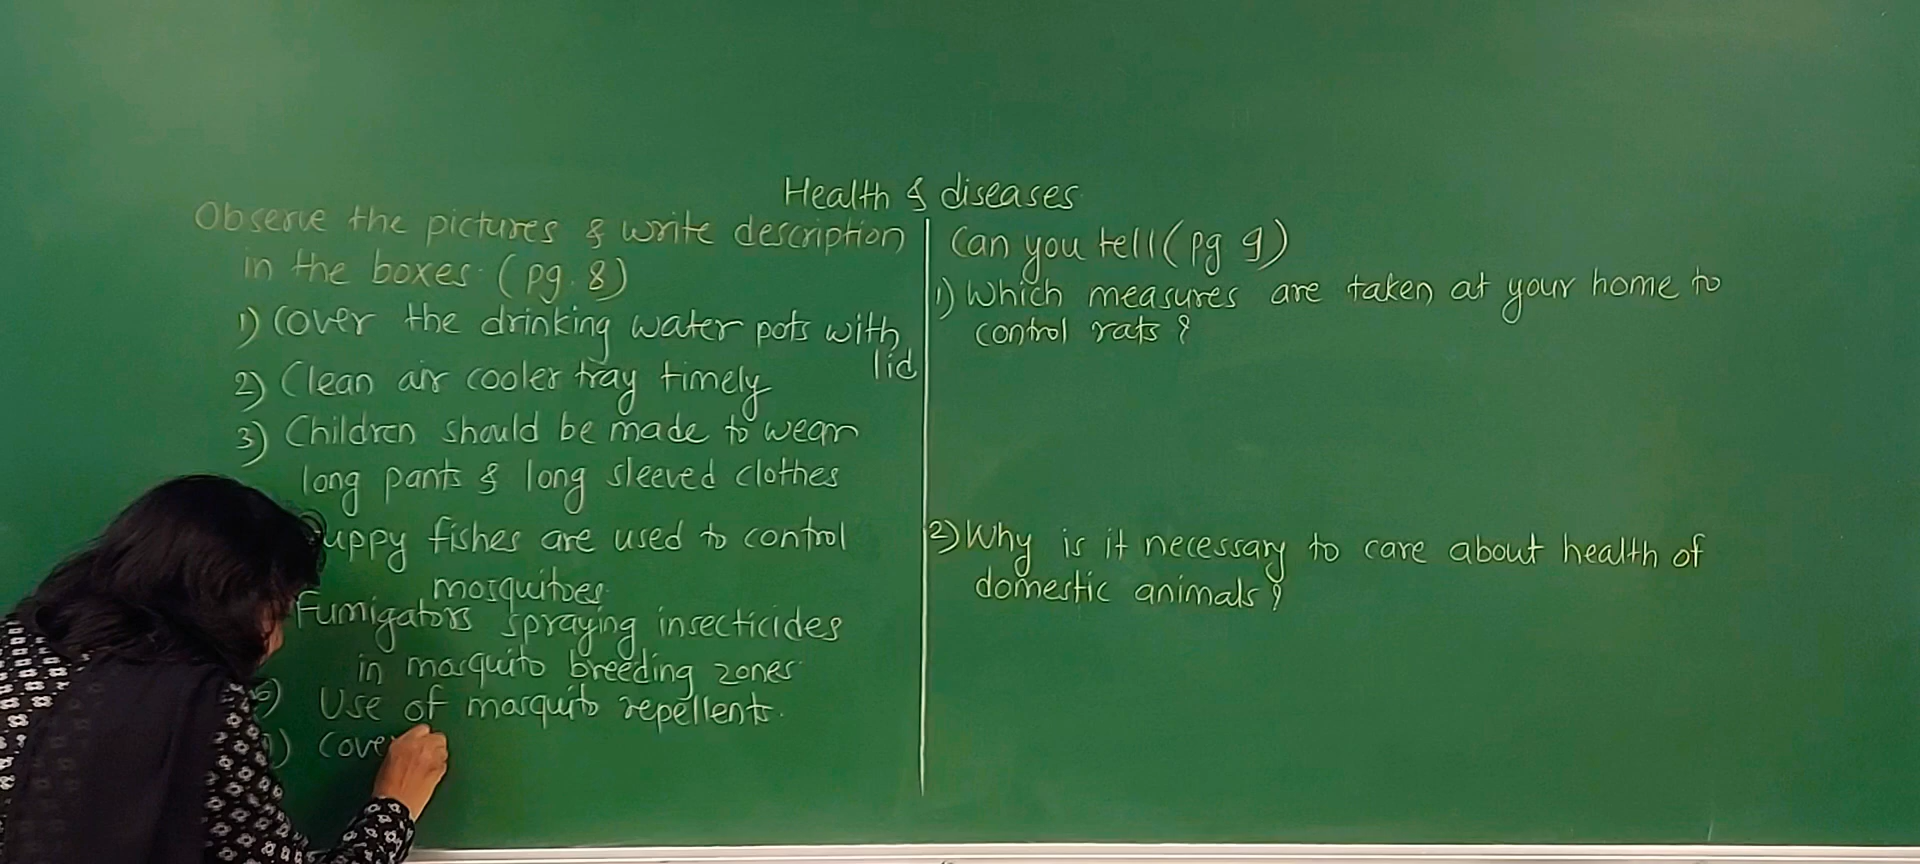 Health & diseases
Observe the pictures & write description
in the boxes. (pg. 8)
1) Cover the drinking water pots with
lid
2) Clean air cooler tray timely
3) Children should be made to wear
long pants & long sleeved clothes
uppy fishes are used to control
mosquitoes.
Fumigators spraying insecticides
in mosquito breeding zones.
6) Use of mosquito repellents.
) Cove
Can you tell (pg 9)
1) Which measures are taken at your home to
control rats?
2) Why is it necessary to care about health of
domestic animals?